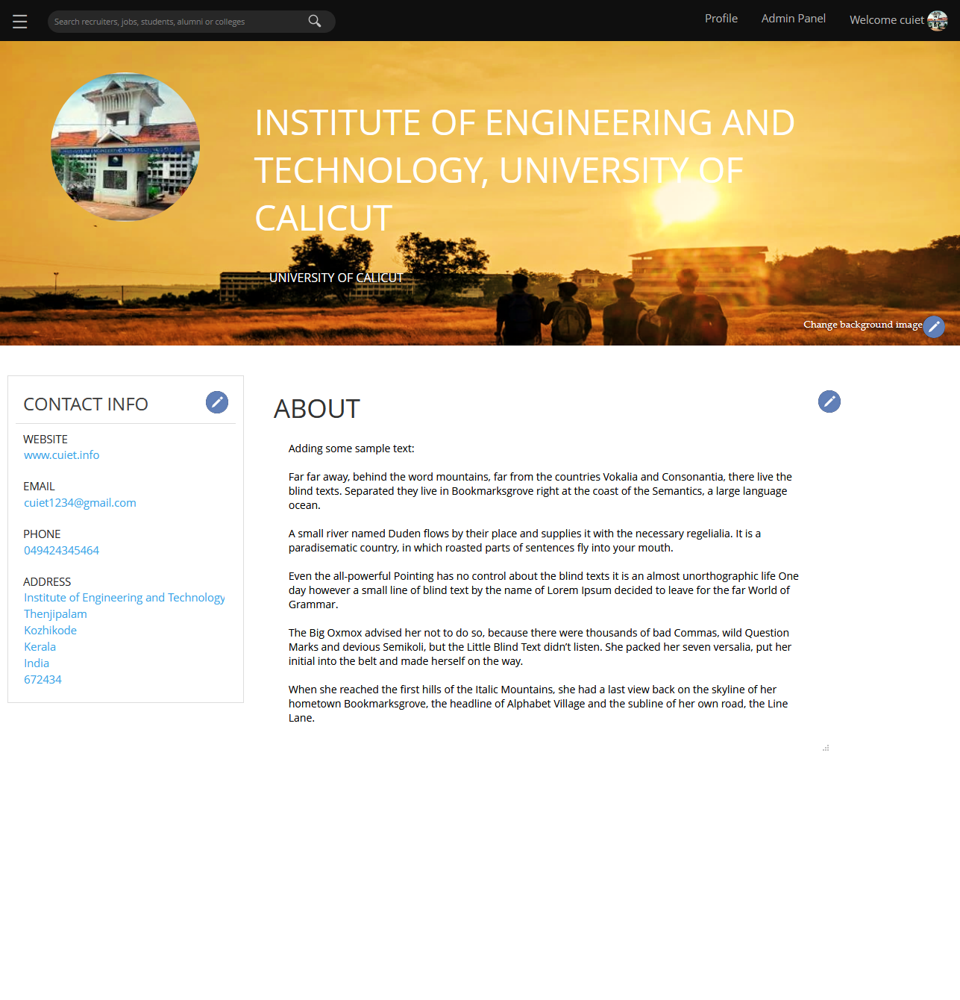 Search recruiters, jobs, students, alumni or colleges
Profile
Admin Panel
Welcome cuiet
INSTITUTE OF ENGINEERING AND
TECHNOLOGY, UNIVERSITY OF
CALICUT
UNIVERSITY OF CALICUT
Change background image
CONTACT INFO
WEBSITE
www.cuiet.info
EMAIL
cuiet1234@gmail.com
PHONE
049424345464
ADDRESS
Institute of Engineering and Technology
Thenjipalam
Kozhikode
Kerala
India
672434
ABOUT
Adding some sample text:
Far far away, behind the word mountains, far from the countries Vokalia and Consonantia, there live the
blind texts. Separated they live in Bookmarksgrove right at the coast of the Semantics, a large language
ocean.
A small river named Duden flows by their place and supplies it with the necessary regelialia. It is a
paradisematic country, in which roasted parts of sentences fly into your mouth.
Even the all-powerful Pointing has no control about the blind texts it is an almost unorthographic life One
day however a small line of blind text by the name of Lorem Ipsum decided to leave for the far World of
Grammar.
The Big Oxmox advised her not to do so, because there were thousands of bad Commas, wild Question
Marks and devious Semikoli, but the Little Blind Text didn’t listen. She packed her seven versalia, put her
initial into the belt and made herself on the way.
When she reached the first hills of the Italic Mountains, she had a last view back on the skyline of her
hometown Bookmarksgrove, the headline of Alphabet Village and the subline of her own road, the Line
Lane.